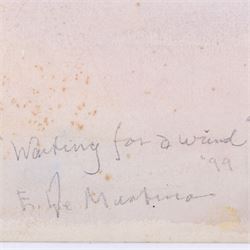 "Waiting for a wind"
'99
E. De Martino